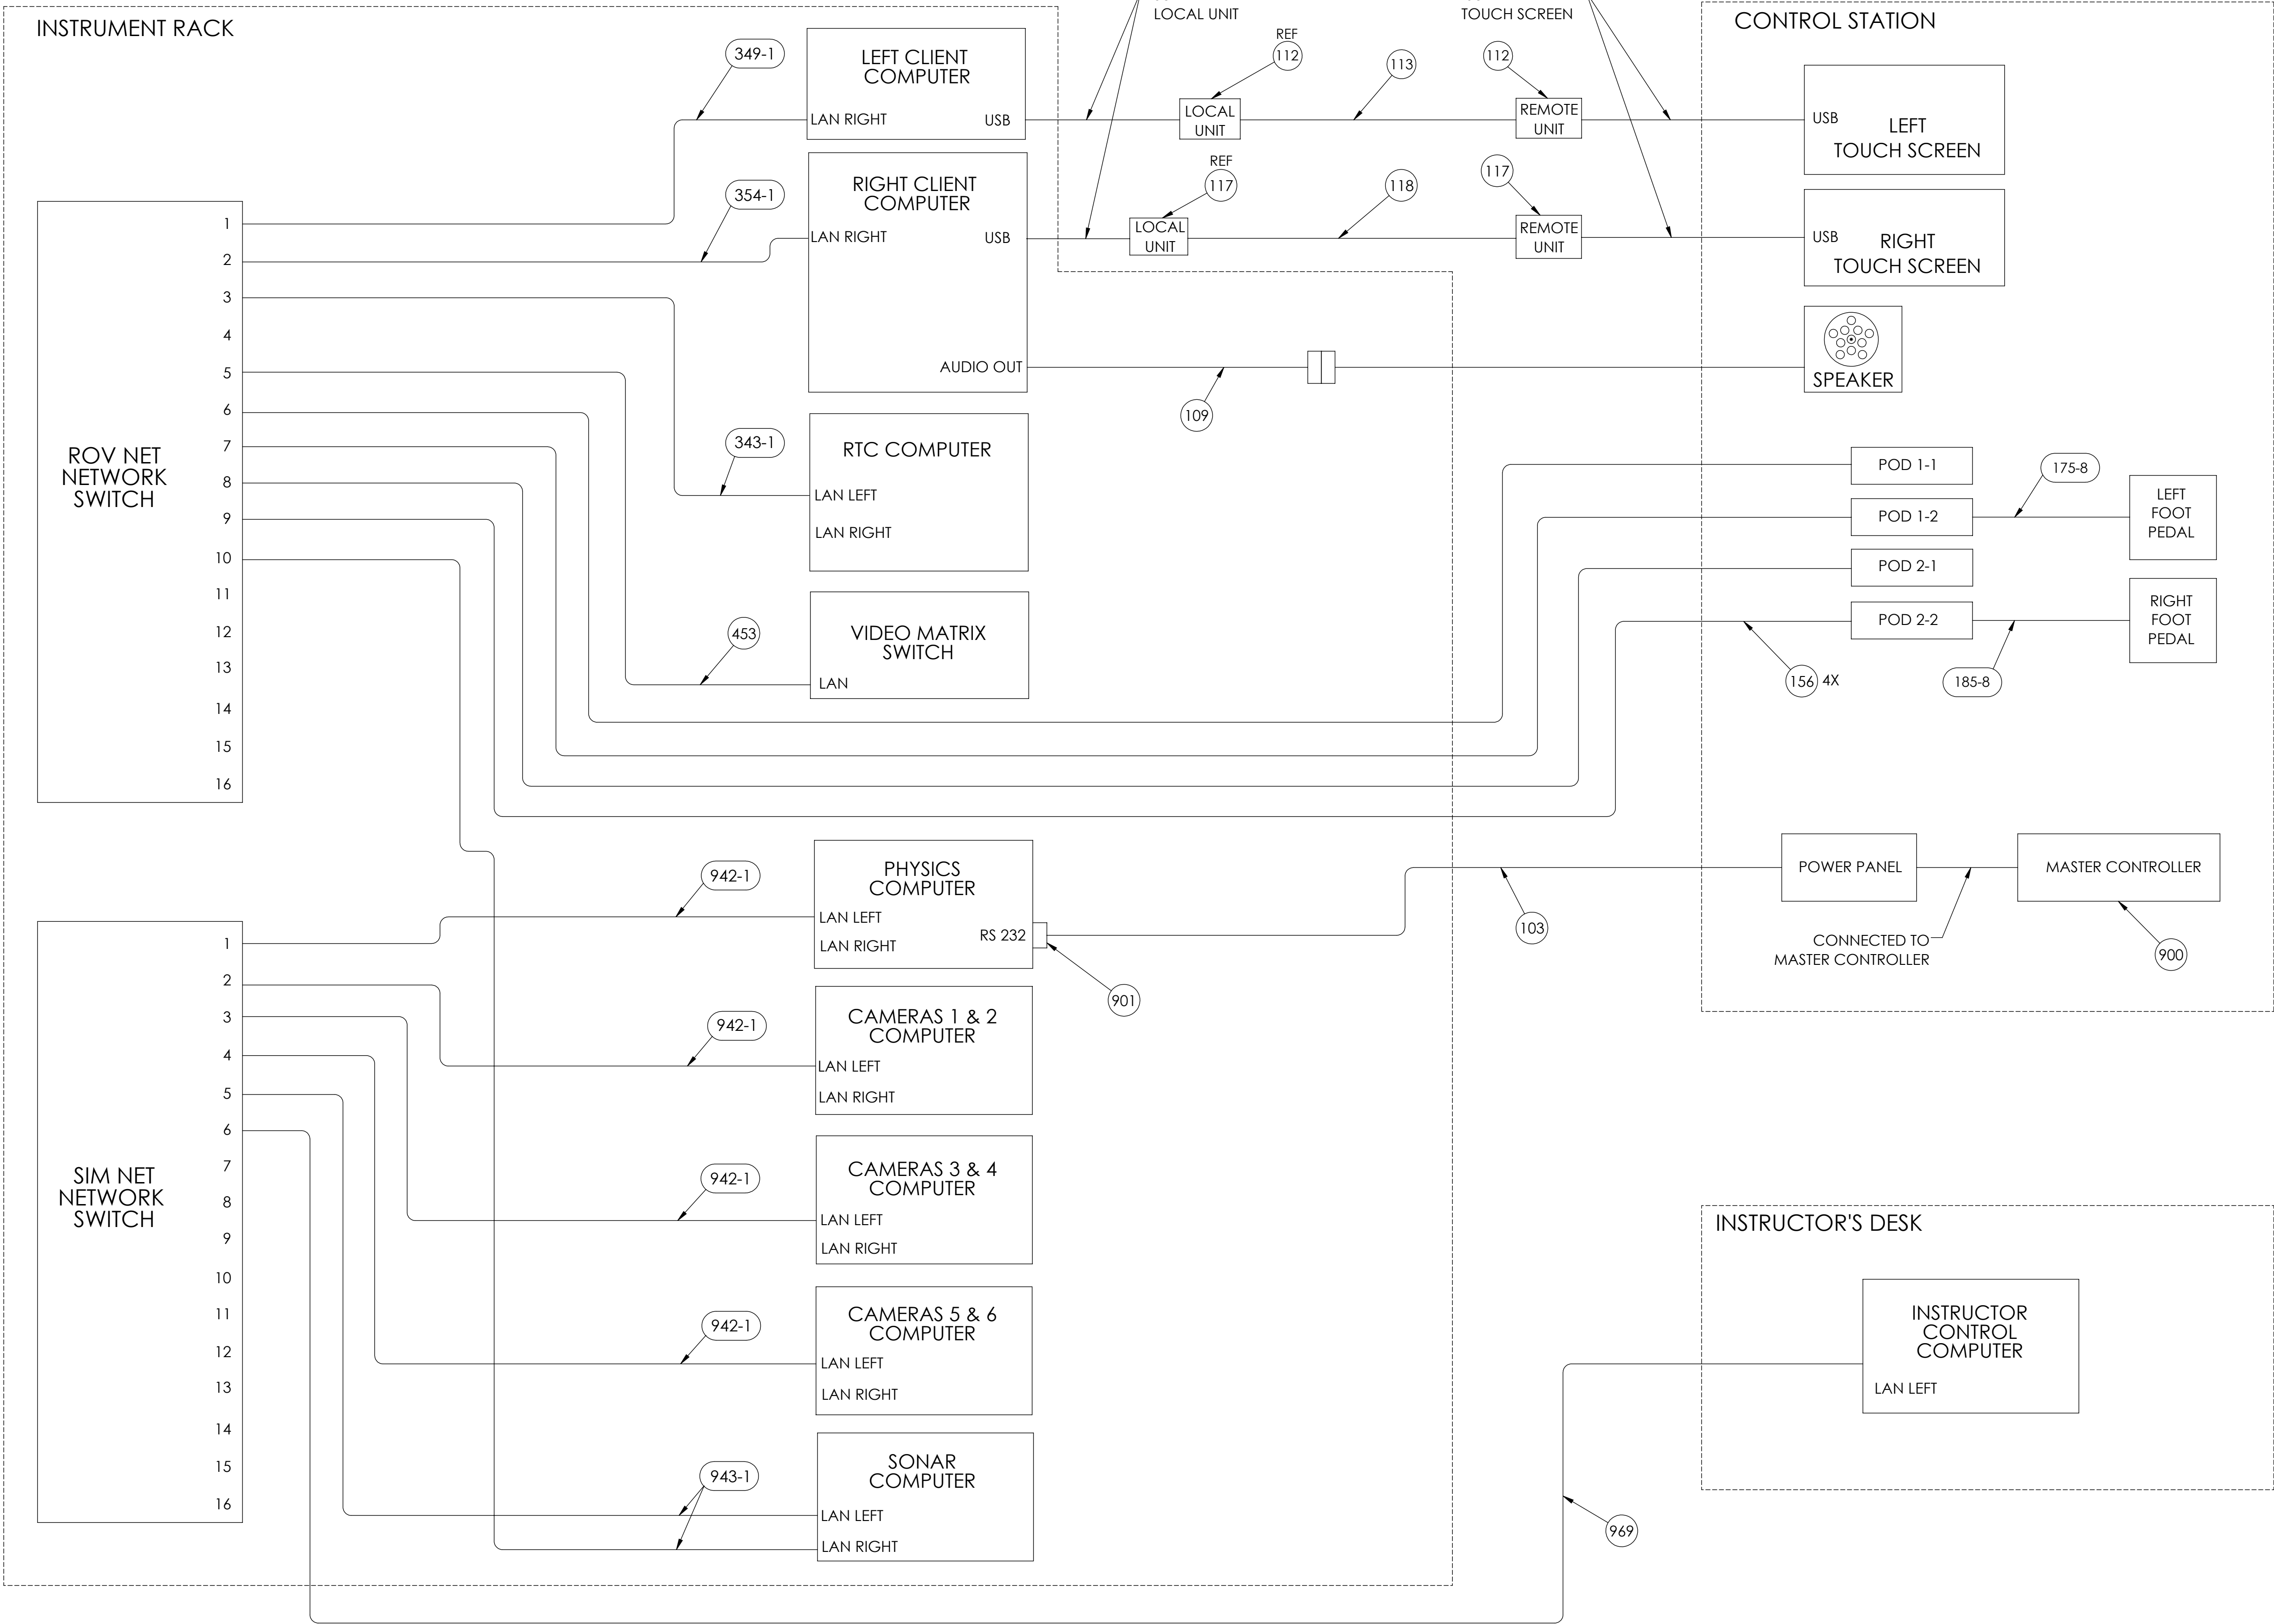 LOCAL UNIT
TOUCH SCREEN
INSTRUMENT RACK
CONTROL STATION
349-1
LEFT CLIENT
COMPUTER
LAN RIGHT
USB
REF
112
LOCAL
UNIT
113
112
REMOTE
UNIT
USB
LEFT
TOUCH SCREEN
354-1
RIGHT CLIENT
COMPUTER
LAN RIGHT
USB
AUDIO OUT
REF
117
LOCAL
UNIT
118
117
REMOTE
UNIT
USB
RIGHT
TOUCH SCREEN
109
SPEAKER
ROV NET
NETWORK
SWITCH
1
2
3
4
5
6
7
8
9
10
11
12
13
14
15
16
343-1
RTC COMPUTER
LAN LEFT
LAN RIGHT
453
VIDEO MATRIX
SWITCH
LAN
POD 1-1
POD 1-2
POD 2-1
POD 2-2
175-8
LEFT
FOOT
PEDAL
RIGHT
FOOT
PEDAL
156 4X
185-8
942-1
PHYSICS
COMPUTER
LAN LEFT
LAN RIGHT
RS 232
901
103
POWER PANEL
MASTER CONTROLLER
CONNECTED TO
MASTER CONTROLLER
900
SIM NET
NETWORK
SWITCH
1
2
3
4
5
6
7
8
9
10
11
12
13
14
15
16
942-1
CAMERAS 1 & 2
COMPUTER
LAN LEFT
LAN RIGHT
942-1
CAMERAS 3 & 4
COMPUTER
LAN LEFT
LAN RIGHT
942-1
CAMERAS 5 & 6
COMPUTER
LAN LEFT
LAN RIGHT
943-1
SONAR
COMPUTER
LAN LEFT
LAN RIGHT
INSTRUCTOR'S DESK
INSTRUCTOR
CONTROL
COMPUTER
LAN LEFT
969